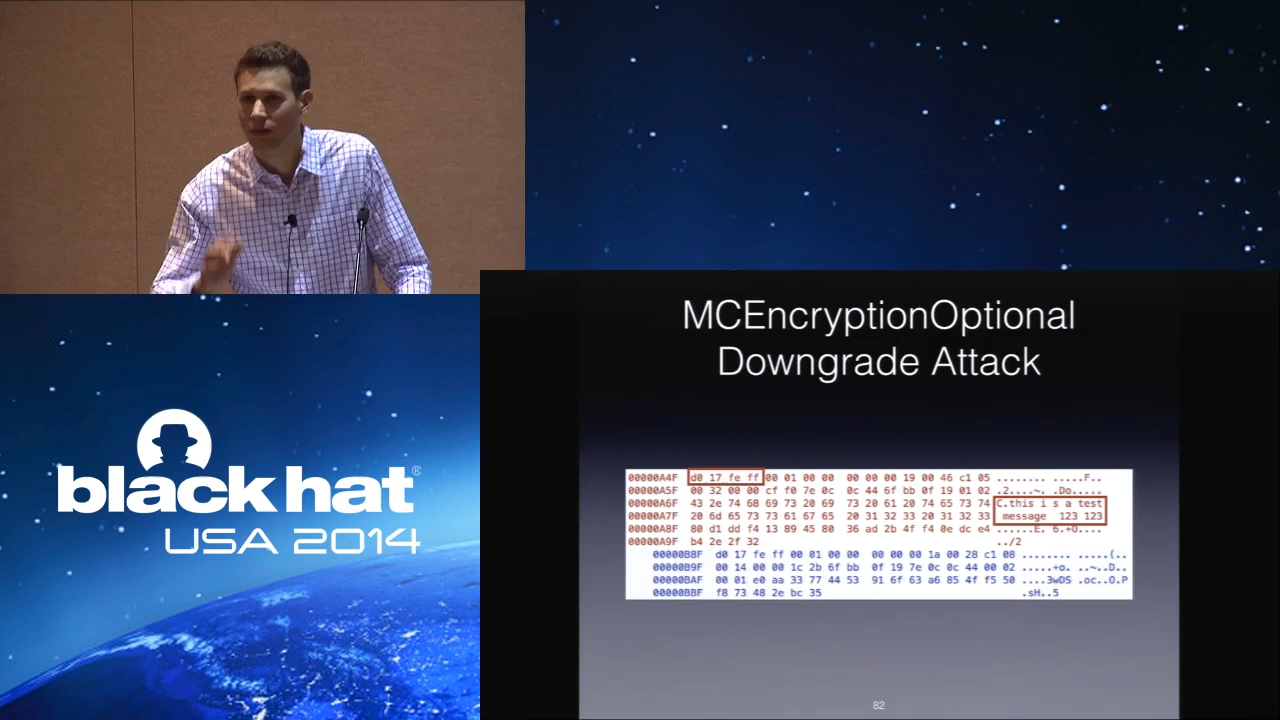 black hat®
USA 2014
MCEncryptionOptional
Downgrade Attack
00000A4F d0 17 fe ff 00 01 00 00 00 00 00 19 00 46 c1 05 ........ .....F..
00000A5F 00 32 00 00 cf f0 7e 0c 0c 44 6f bb 0f 19 01 02 .2....~. .Do.....
00000A6F 43 2e 74 68 69 73 20 69 73 20 61 20 74 65 73 74 C.this i s a test
00000A7F 20 6d 65 73 73 61 67 65 20 31 32 33 20 31 32 33 message 123 123
00000A8F 80 d1 dd f4 13 89 45 80 36 ad 2b 4f f4 0e dc e4 ......E. 6.+O....
00000A9F b4 2e 2f 32 ../2
00000B8F d0 17 fe ff 00 01 00 00 00 00 00 1a 00 28 c1 08 ........ .....(..
00000B9F 00 14 00 00 1c 2b 6f bb 0f 19 7e 0c 0c 44 00 02 .....+o. ..~..D..
00000BAF 00 01 e0 aa 33 77 44 53 91 6f 63 a6 85 4f f5 50 ....3wDS .oc..O.P
00000BBF f8 73 48 2e bc 35 .sH..5
82